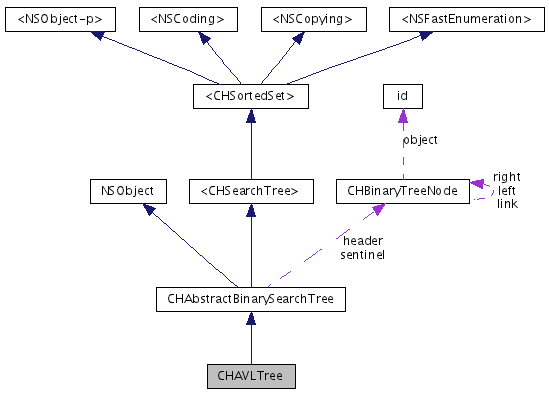 <NSObject-p>
<NSCoding>
<NSCopying>
<NSFastEnumeration>
<CHSortedSet>
id
object
NSObject
<CHSearchTree>
CHBinaryTreeNode
right
left
link
header
sentinel
CHAbstractBinarySearchTree
CHAVLTree